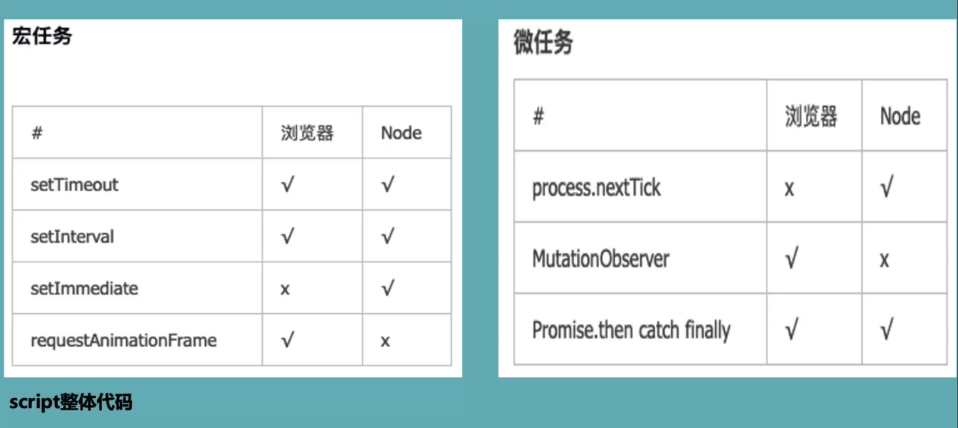 宏任务
# 浏览器 Node
setTimeout √ √
setInterval √ √
setImmediate x √
requestAnimationFrame √ x
script整体代码
微任务
# 浏览器 Node
process.nextTick x √
MutationObserver √ x
Promise.then catch finally √ √